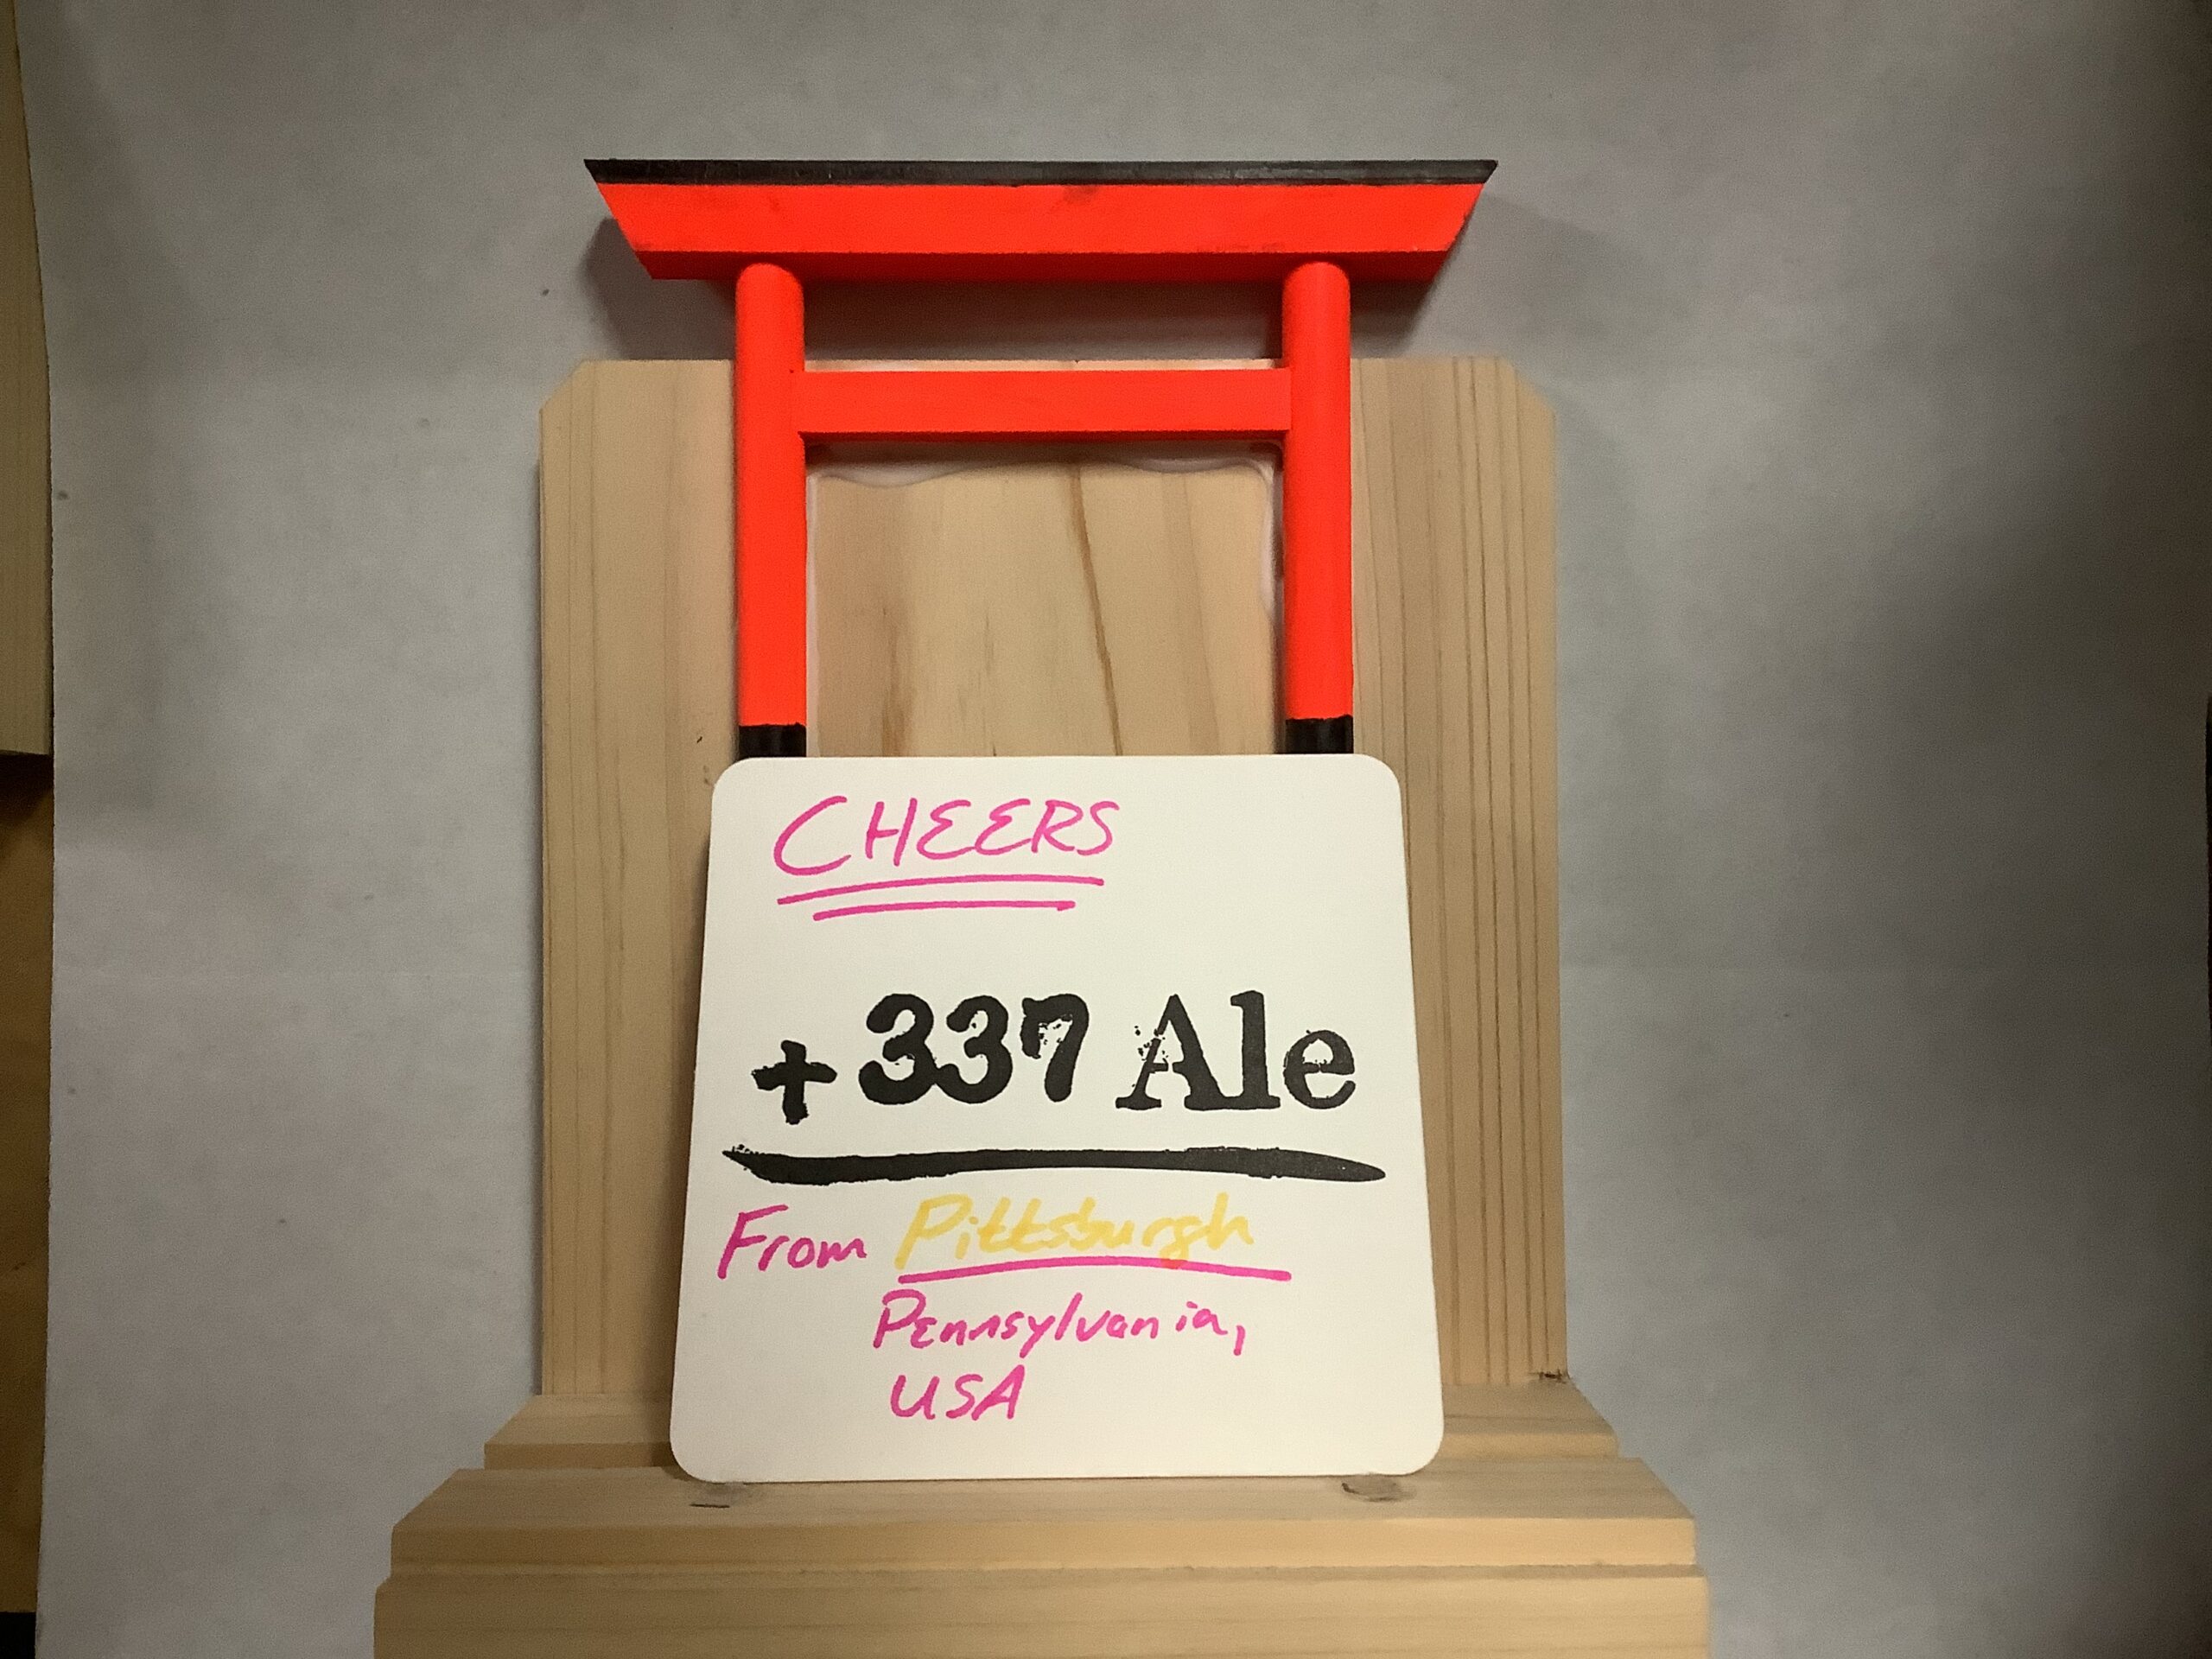 CHEERS
+337 Ale
From Pittsburgh
Pennsylvania,
USA